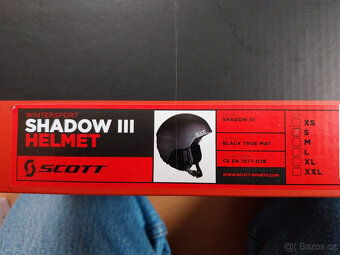 WINTERSPORT
SHADOW III
HELMET
SCOTT
SCOTT
SHADOW III
BLACK TRUE MAT
CE EN 1077-07B
WWW.SCOTT-SPORTS.COM
XS
S
M
L
XL
XXL
Bazos.cz